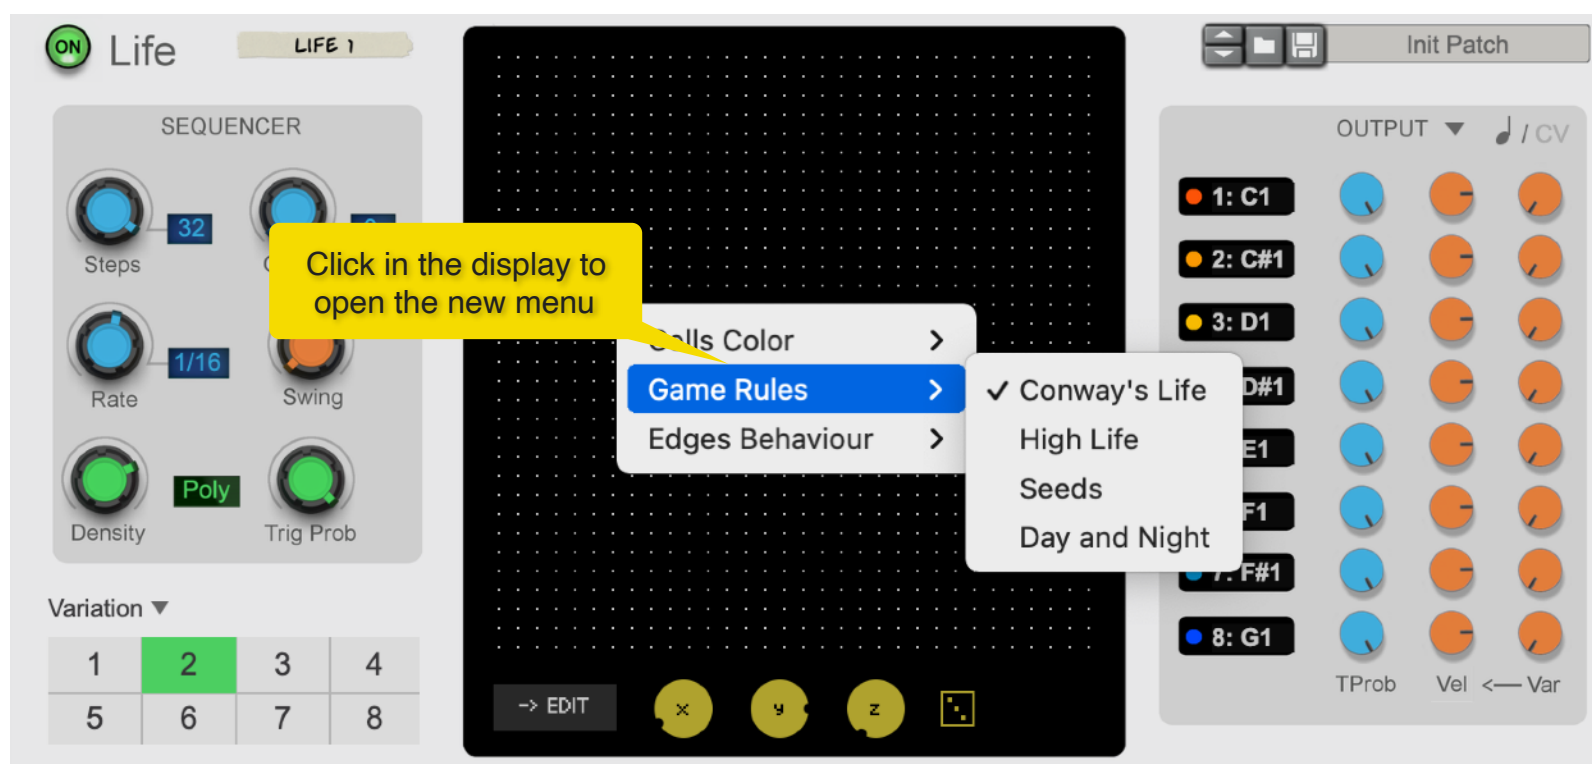 ON
Life
LIFE 1
Init Patch
SEQUENCER
32
Steps
1/16
Rate
Swing
Poly
Density
Trig Prob
Variation
1 2 3 4
5 6 7 8
Click in the display to
open the new menu
Color
Game Rules
Edges Behaviour
Conway's Life
High Life
Seeds
Day and Night
-> EDIT
x
y
z
OUTPUT
/ CV
1: C1
2: C#1
3: D1
D#1
E1
F1
7: F#1
8: G1
TProb
Vel <— Var